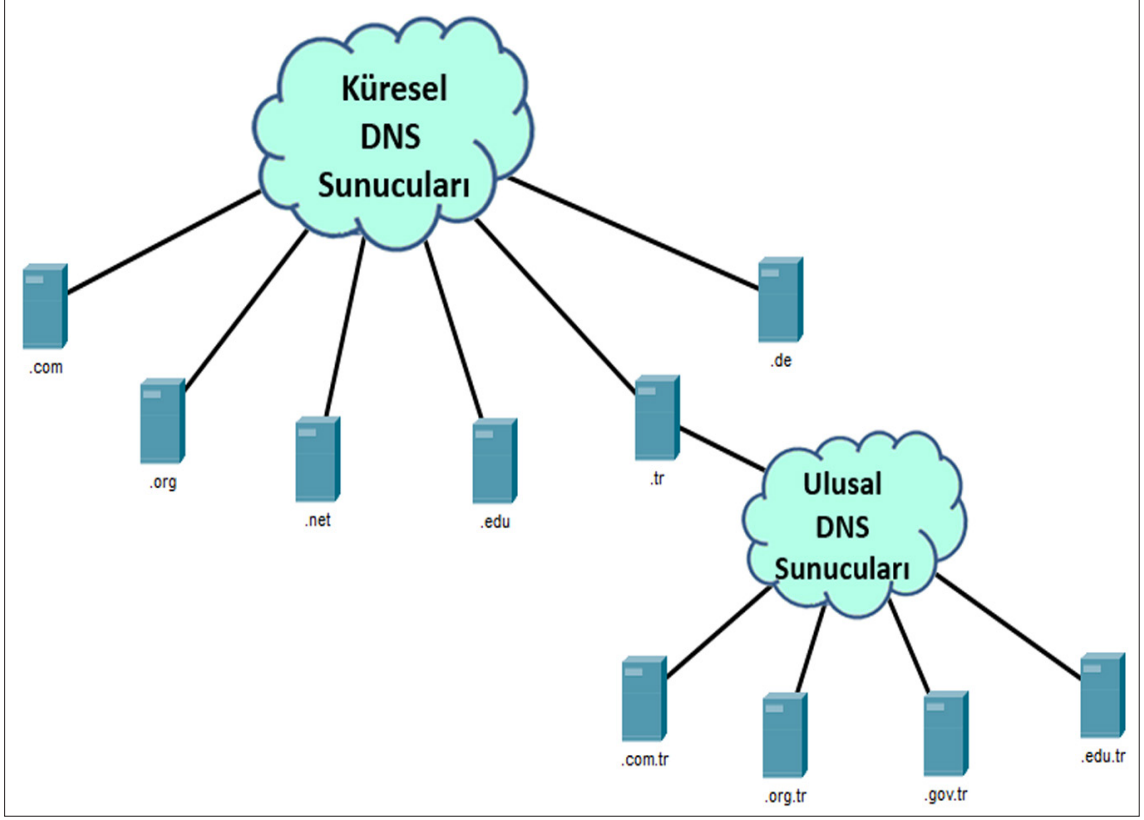 Küresel
DNS
Sunucuları
.com
.org
.net
.edu
.tr
.de
Ulusal
DNS
Sunucuları
.com.tr
.org.tr
.gov.tr
.edu.tr